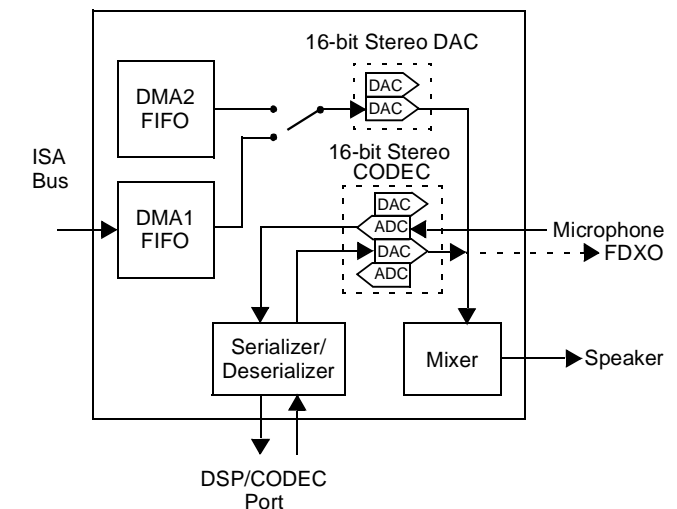 16-bit Stereo DAC
DMA2
FIFO
DAC
DAC
ISA
Bus
16-bit Stereo
CODEC
DMA1
FIFO
DAC
ADC
DAC
ADC
Microphone
FDXO
Serializer/
Deserializer
Mixer
Speaker
DSP/CODEC
Port